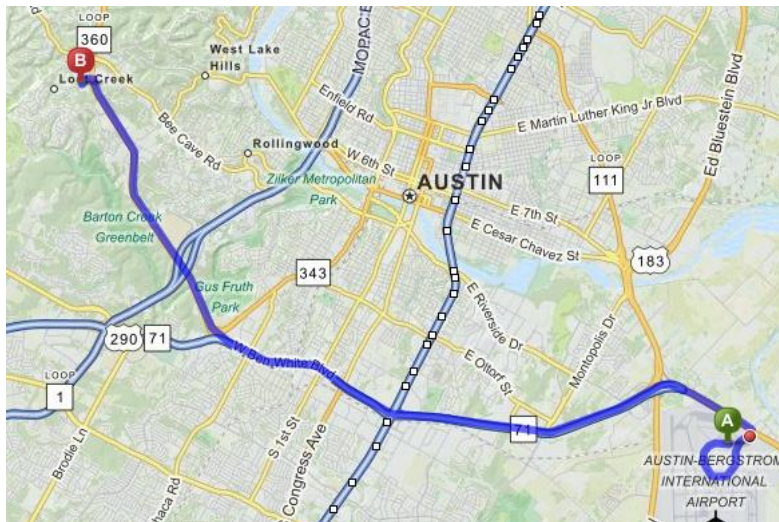 LOOP
360
B
Lost Creek
West Lake
Hills
MOPAC E
Bee Cave Rd
Rollingwood
Enfield Rd
W 6th St
Zilker Metropolitan
Park
AUSTIN
E Martin Luther King Jr Blvd
Ed Bluestein Blvd
LOOP
111
E 7th St
E Cesar Chavez St
183
Barton Creek
Greenbelt
343
Gus Fruth
Park
E Riverside Dr
Montopolis Dr
290
71
W Ben White Blvd
E Oltorf St
LOOP
1
Brodie Ln
S 1st St
Congress Ave
71
A
AUSTIN-BERGSTROM
INTERNATIONAL
AIRPORT
haca Rd